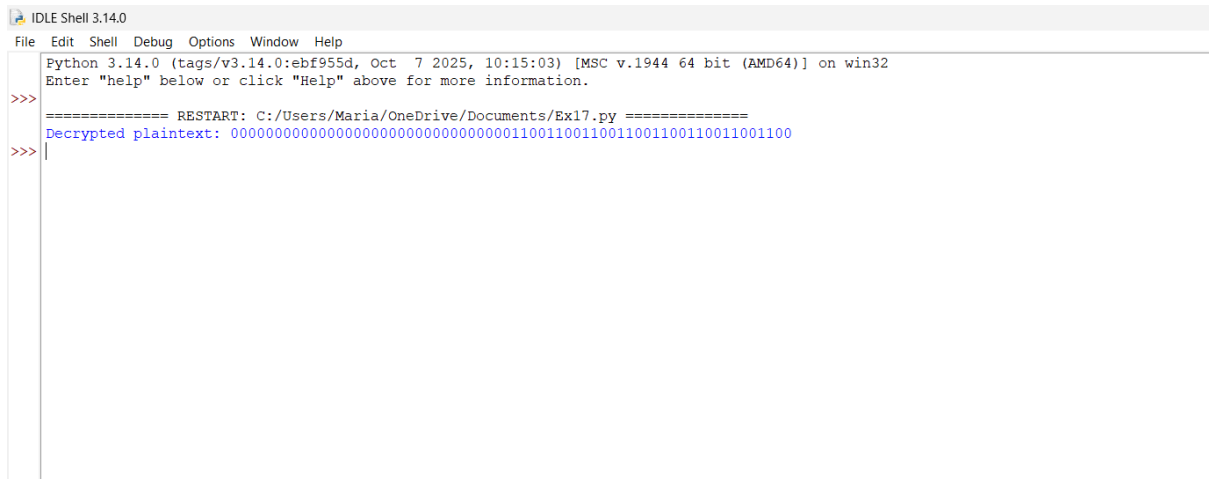 IDLE Shell 3.14.0
File Edit Shell Debug Options Window Help
Python 3.14.0 (tags/v3.14.0:ebf955d, Oct  7 2025, 10:15:03) [MSC v.1944 64 bit (AMD64)] on win32
Enter "help" below or click "Help" above for more information.
>>>
============== RESTART: C:/Users/Maria/OneDrive/Documents/Ex17.py ==============
Decrypted plaintext: 0000000000000000000000000000000011001100110011001100110011001100
>>>